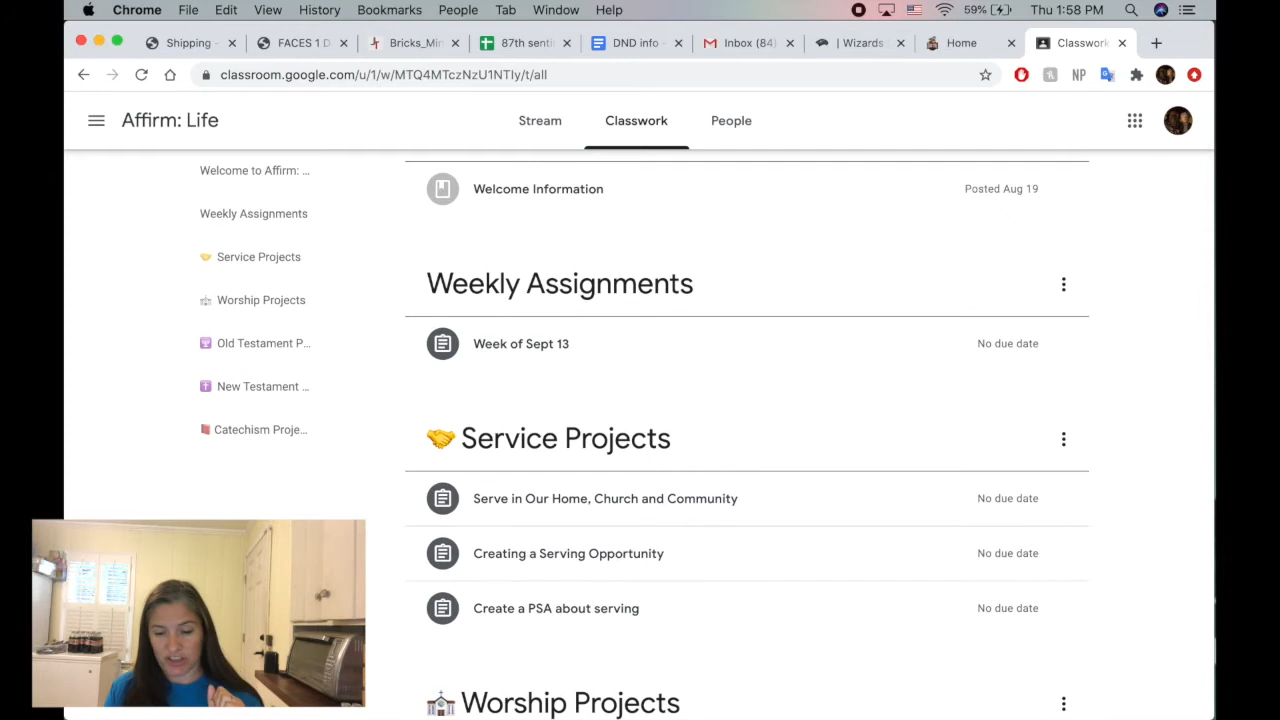 Chrome File Edit View History Bookmarks People Tab Window Help 59% Thu 1:58 PM
Shipping - FACES 1 D Bricks_Min 87th senti DND info - Inbox (84) | Wizards Home Classwork
classroom.google.com/u/1/w/MTQ4MTczNzU1NTIy/t/all NP
Affirm: Life Stream Classwork People
Welcome to Affirm: ...
Weekly Assignments
Service Projects
Worship Projects
Old Testament P...
New Testament ...
Catechism Proje...
Welcome Information Posted Aug 19
Weekly Assignments
Week of Sept 13 No due date
Service Projects
Serve in Our Home, Church and Community No due date
Creating a Serving Opportunity No due date
Create a PSA about serving No due date
Worship Projects